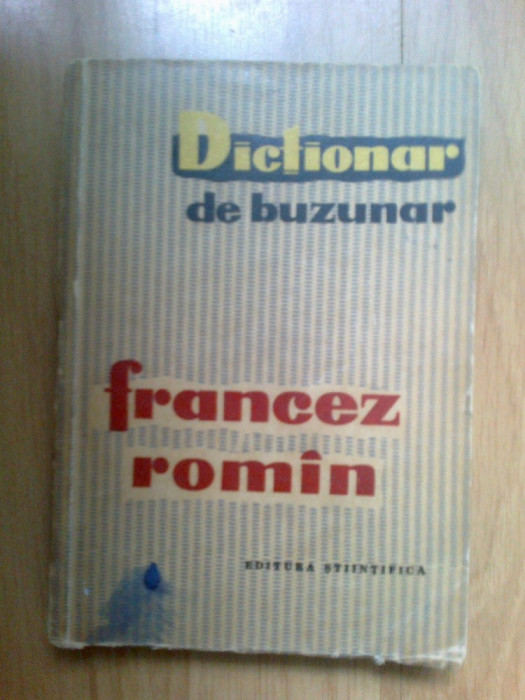 Dicționar
de buzunar
francez
romîn
EDITURA ȘTIINȚIFICĂ